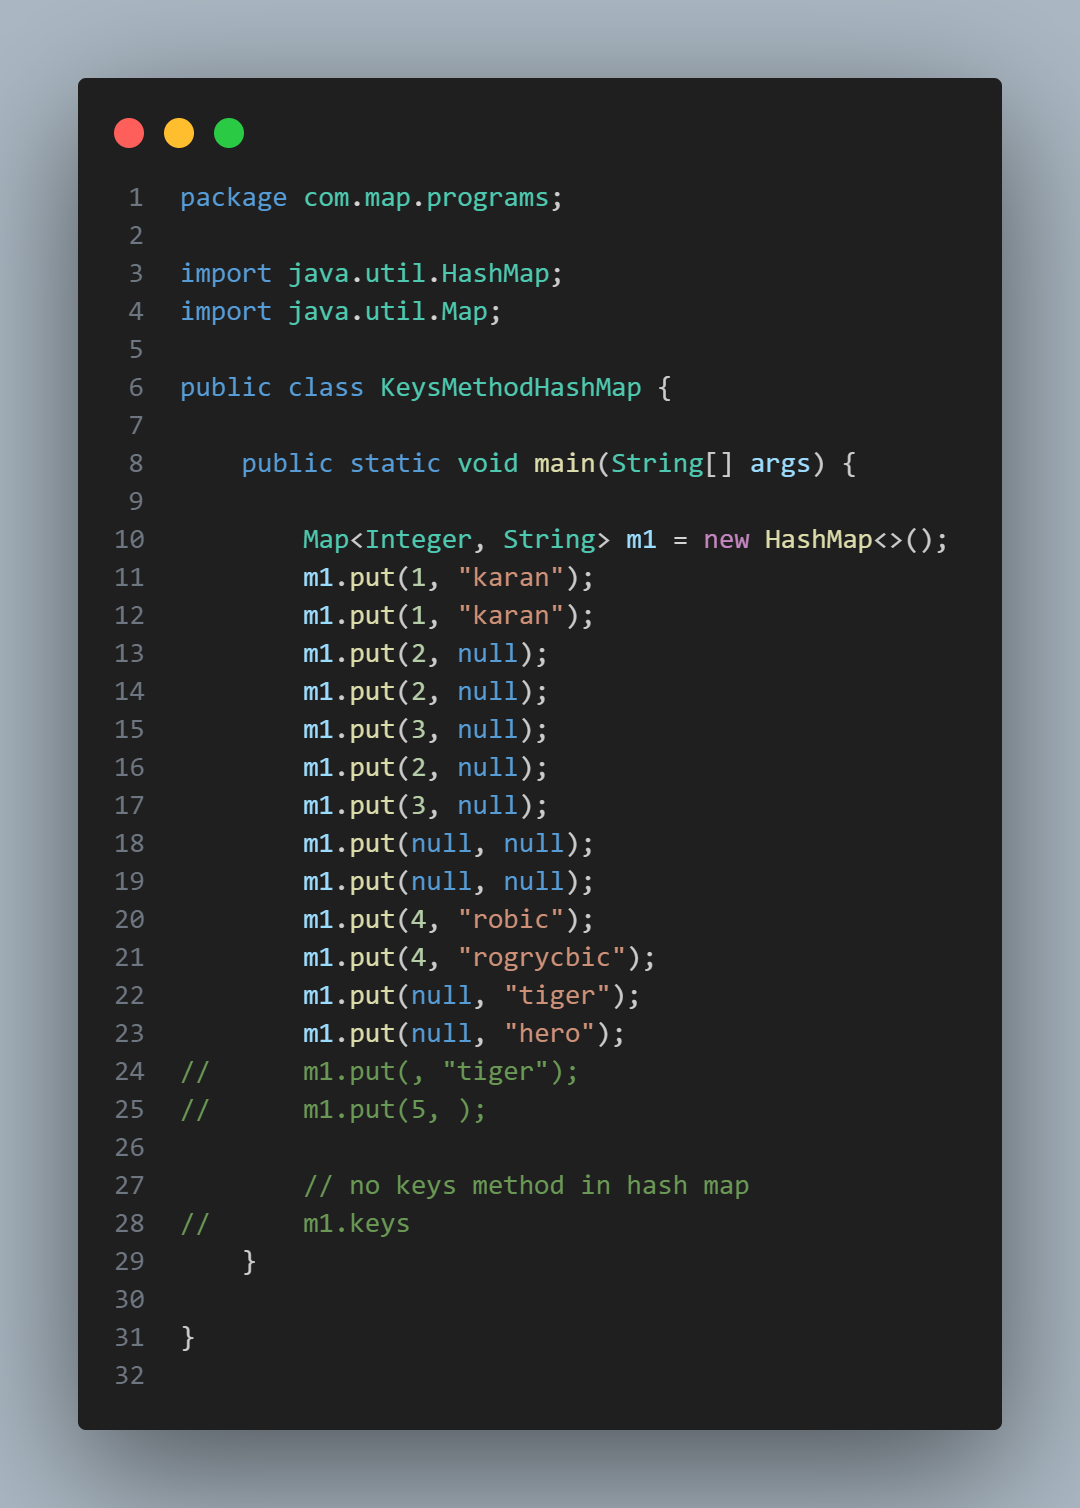 1 package com.map.programs;
2
3 import java.util.HashMap;
4 import java.util.Map;
5
6 public class KeysMethodHashMap {
7
8     public static void main(String[] args) {
9
10         Map<Integer, String> m1 = new HashMap<>();
11         m1.put(1, "karan");
12         m1.put(1, "karan");
13         m1.put(2, null);
14         m1.put(2, null);
15         m1.put(3, null);
16         m1.put(2, null);
17         m1.put(3, null);
18         m1.put(null, null);
19         m1.put(null, null);
20         m1.put(4, "robic");
21         m1.put(4, "rogrycbic");
22         m1.put(null, "tiger");
23         m1.put(null, "hero");
24 //      m1.put(, "tiger");
25 //      m1.put(5, );
26
27         // no keys method in hash map
28 //      m1.keys
29     }
30
31 }
32